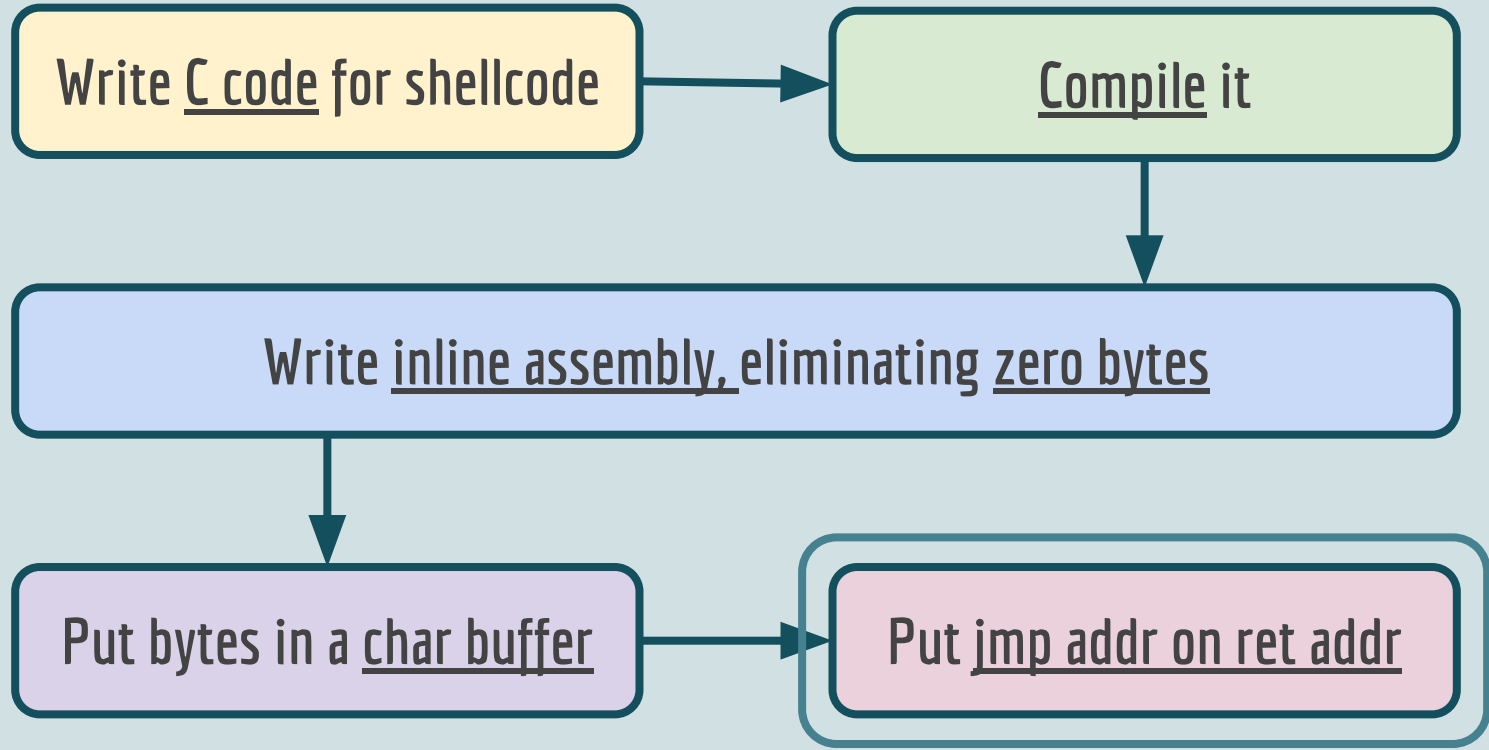 Write C code for shellcode
Compile it
Write inline assembly, eliminating zero bytes
Put bytes in a char buffer
Put jmp addr on ret addr